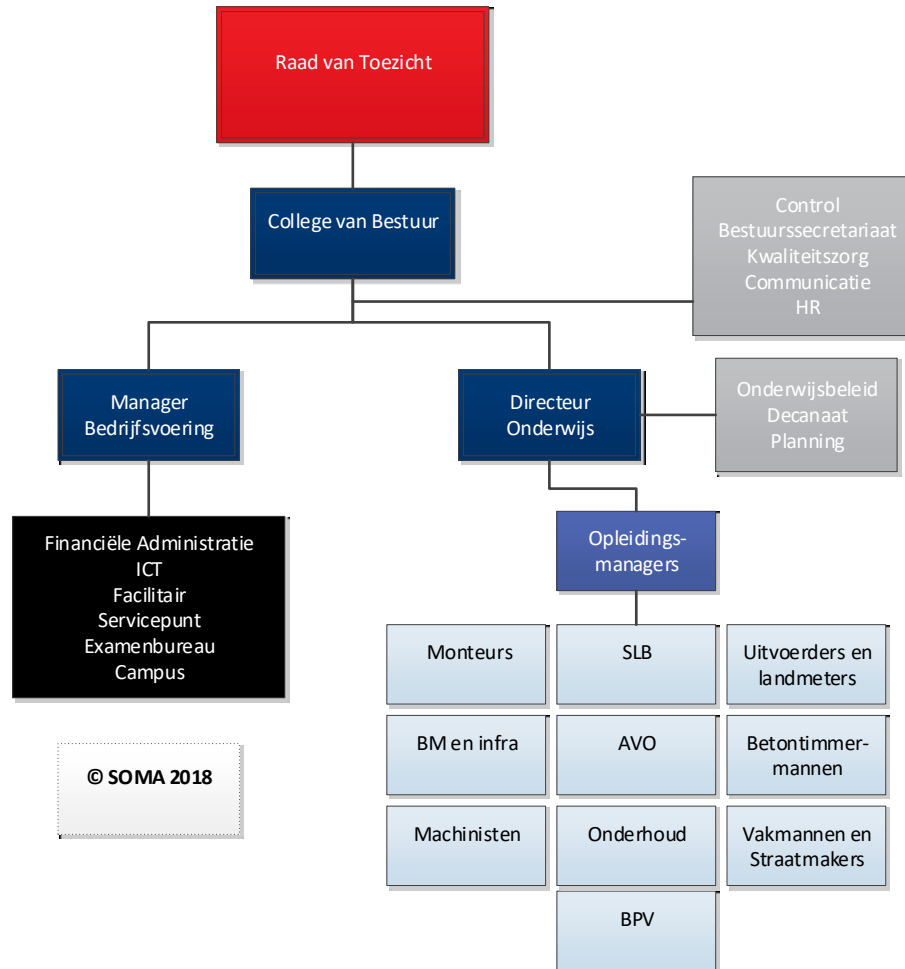 Raad van Toezicht
College van Bestuur
Control
Bestuurssecretariaat
Kwaliteitszorg
Communicatie
HR
Manager
Bedrijfsvoering
Directeur
Onderwijs
Onderwijsbeleid
Decanaat
Planning
Financiële Administratie
ICT
Facilitair
Servicepunt
Examenbureau
Campus
Opleidings-
managers
Monteurs
SLB
Uitvoerders en
landmeters
BM en infra
AVO
Betontimmer-
mannen
Machinisten
Onderhoud
Vakmannen en
Straatmakers
BPV
© SOMA 2018